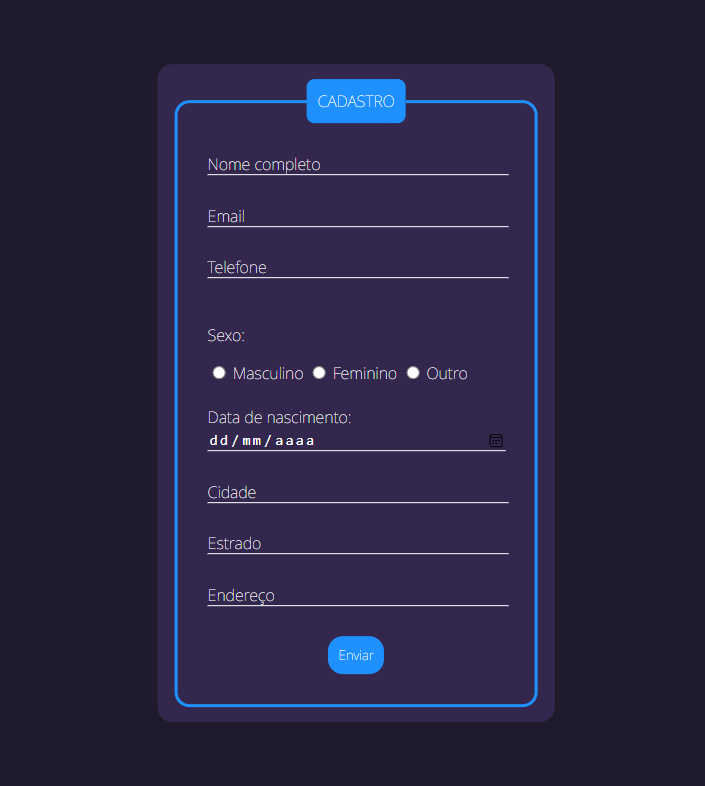 CADASTRO
Nome completo
Email
Telefone
Sexo:
Masculino Feminino Outro
Data de nascimento:
dd/mm/aaaa
Cidade
Estrado
Endereço
Enviar